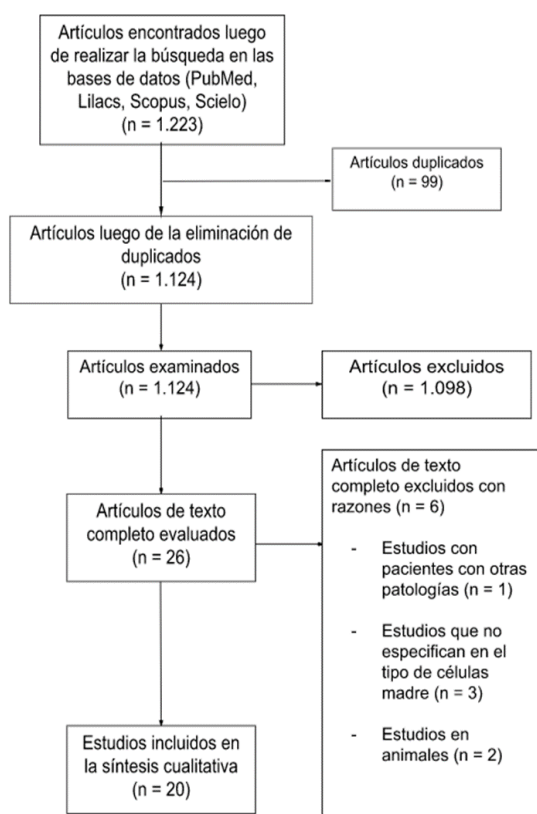 Artículos encontrados luego
de realizar la búsqueda en las
bases de datos (PubMed,
Lilacs, Scopus, Scielo)
(n = 1.223)
Artículos duplicados
(n = 99)
Artículos luego de la eliminación de
duplicados
(n = 1.124)
Artículos examinados
(n = 1.124)
Artículos excluidos
(n = 1.098)
Artículos de texto
completo evaluados
(n = 26)
Artículos de texto
completo excluidos con
razones (n = 6)
- Estudios con
pacientes con otras
patologías (n = 1)
- Estudios que no
especifican en el
tipo de células
madre (n = 3)
- Estudios en
animales (n = 2)
Estudios incluidos en
la síntesis cualitativa
(n = 20)